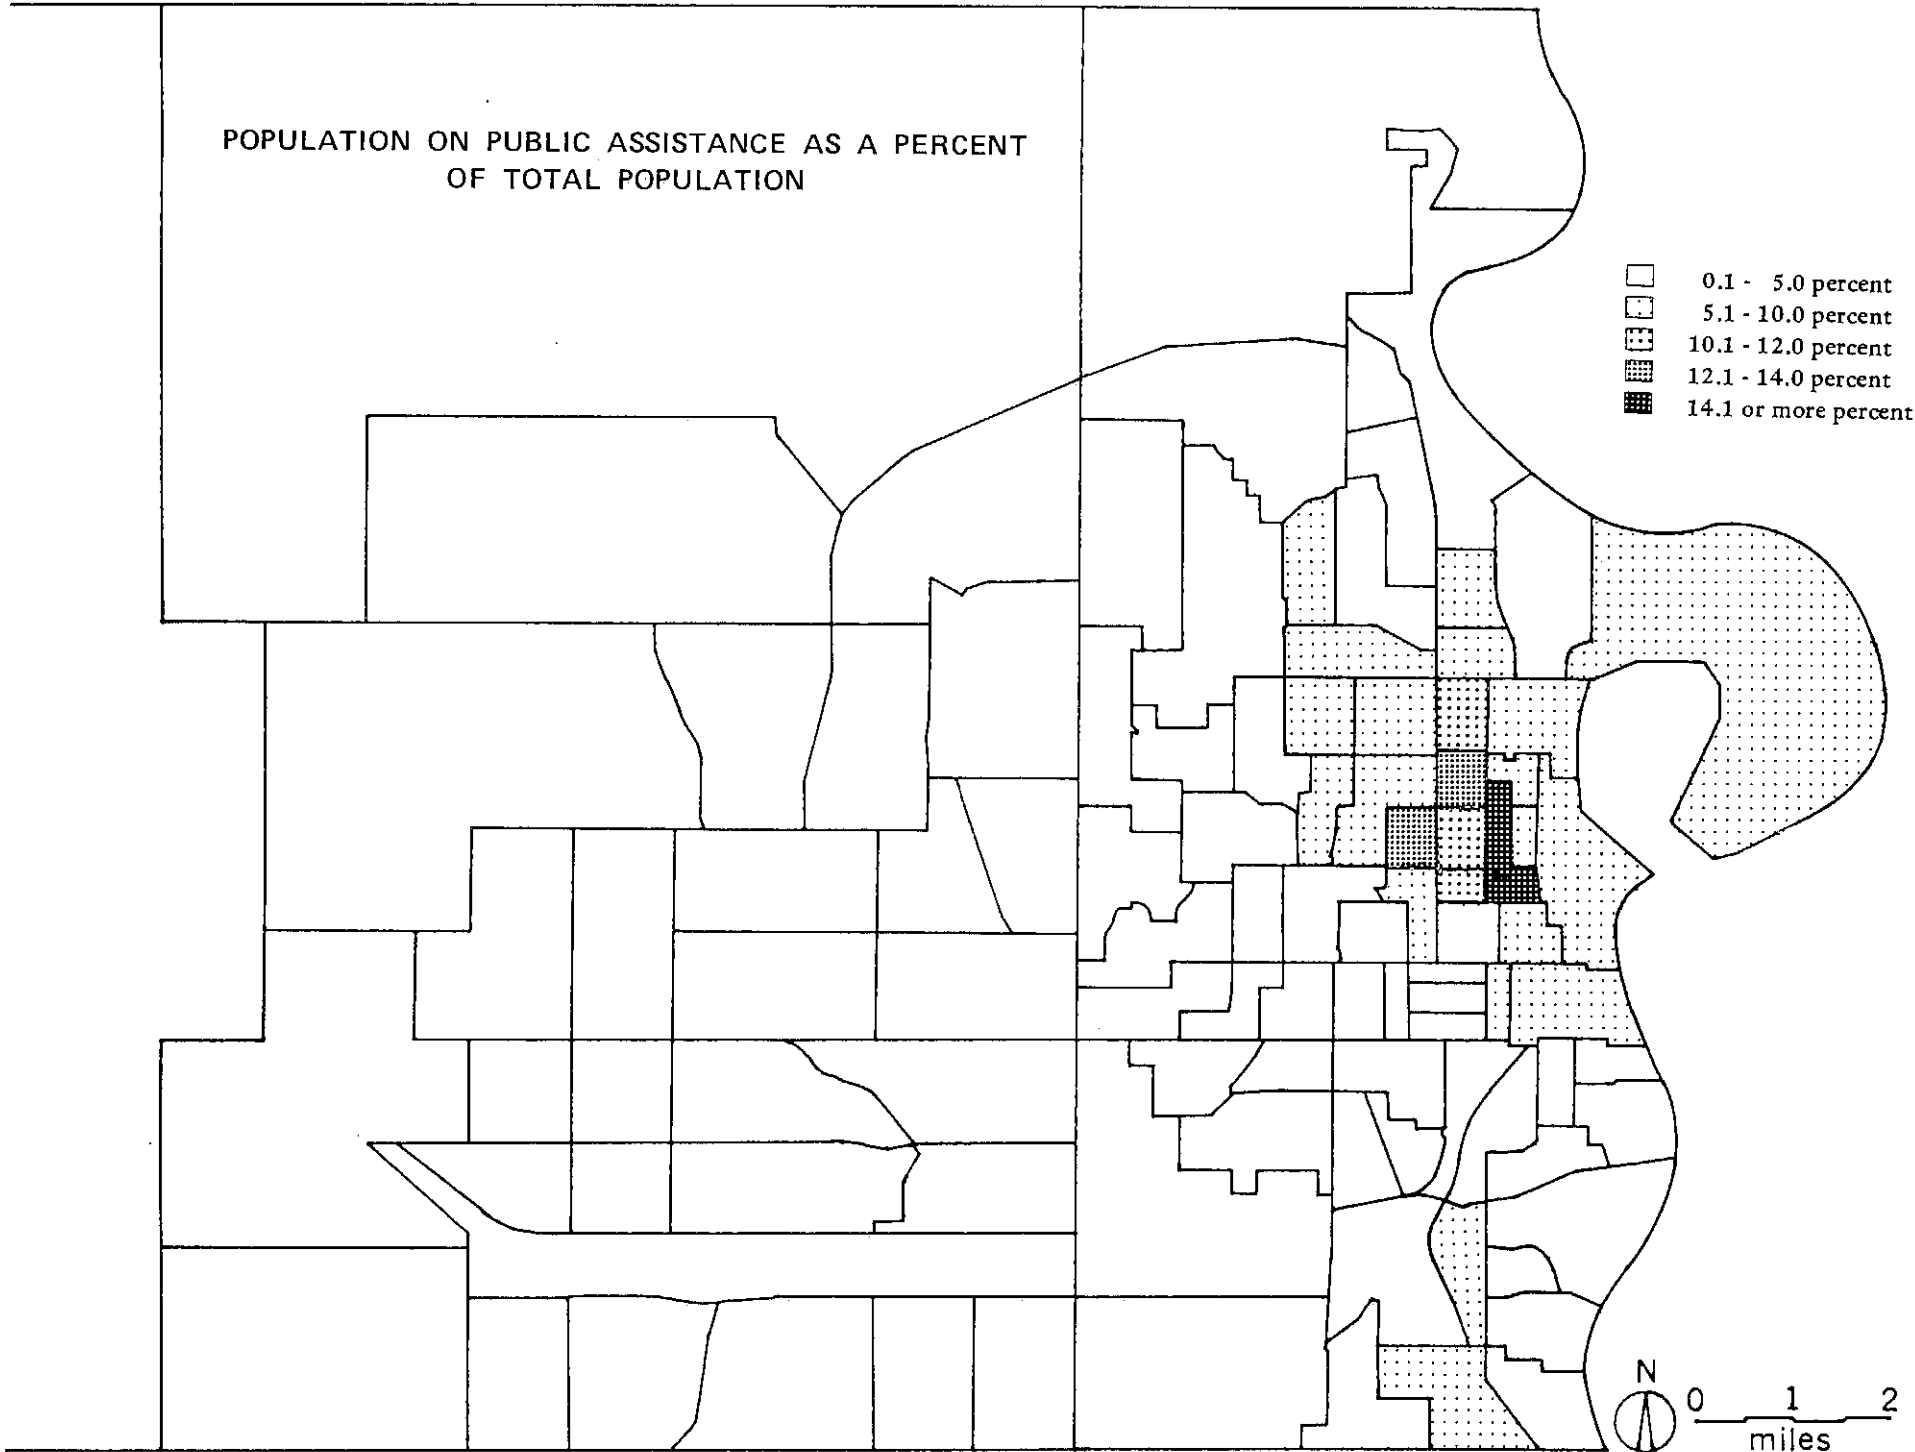 POPULATION ON PUBLIC ASSISTANCE AS A PERCENT
OF TOTAL POPULATION
0.1 - 5.0 percent
5.1 - 10.0 percent
10.1 - 12.0 percent
12.1 - 14.0 percent
14.1 or more percent
N
0 1 2
miles